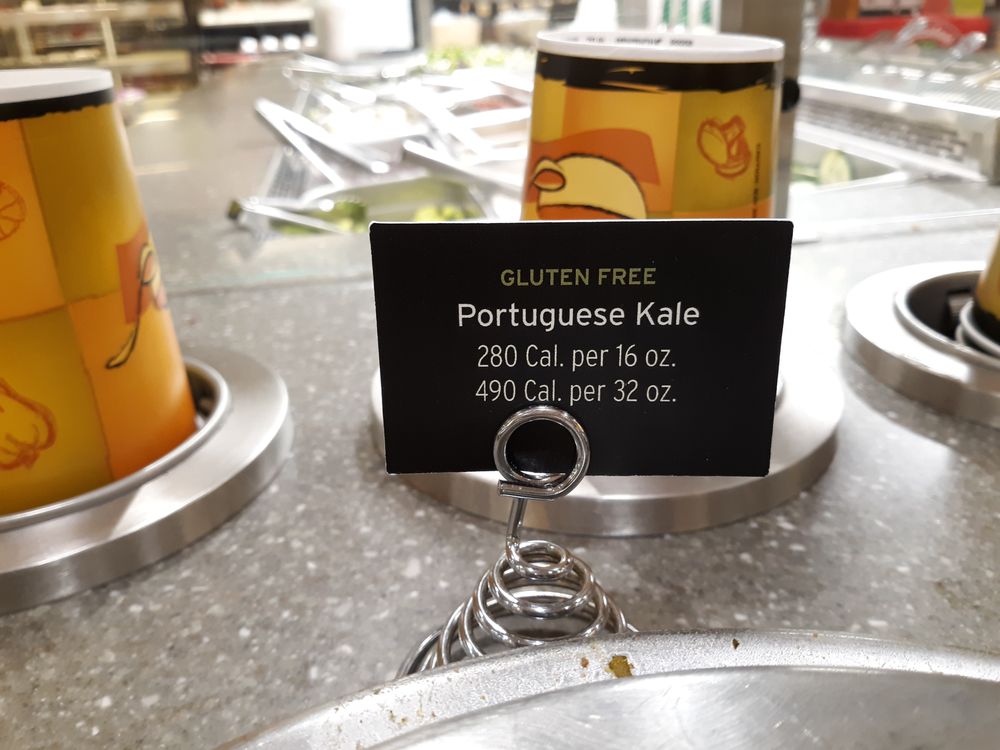 GLUTEN FREE
Portuguese Kale
280 Cal. per 16 oz.
490 Cal. per 32 oz.